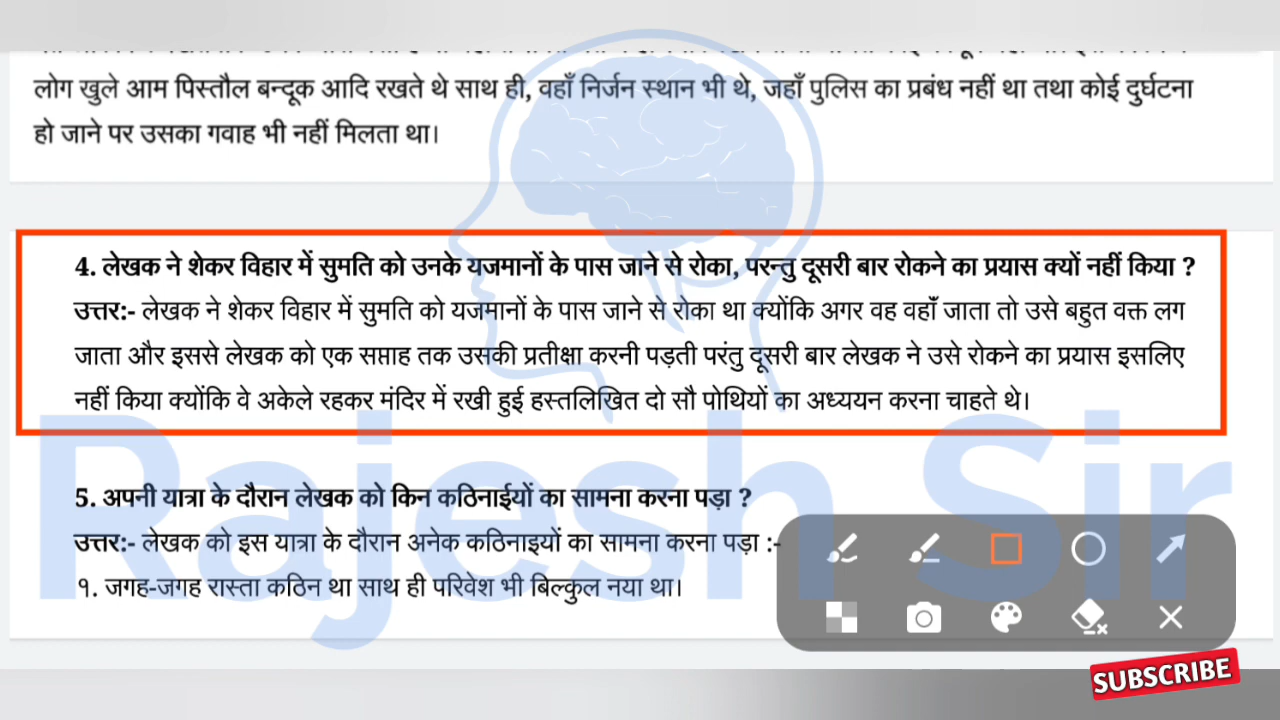 लोग खुले आम पिस्तौल बन्दूक आदि रखते थे साथ ही, वहाँ निर्जन स्थान भी थे, जहाँ पुलिस का प्रबंध नहीं था तथा कोई दुर्घटना
हो जाने पर उसका गवाह भी नहीं मिलता था।
4. लेखक ने शेकर विहार में सुमति को उनके यजमानों के पास जाने से रोका, परन्तु दूसरी बार रोकने का प्रयास क्यों नहीं किया ?
उत्तर:- लेखक ने शेकर विहार में सुमति को यजमानों के पास जाने से रोका था क्योंकि अगर वह वहाँ जाता तो उसे बहुत वक्त लग
जाता और इससे लेखक को एक सप्ताह तक उसकी प्रतीक्षा करनी पड़ती परंतु दूसरी बार लेखक ने उसे रोकने का प्रयास इसलिए
नहीं किया क्योंकि वे अकेले रहकर मंदिर में रखी हुई हस्तलिखित दो सौ पोथियों का अध्ययन करना चाहते थे।
Rajesh Sir
5. अपनी यात्रा के दौरान लेखक को किन कठिनाईयों का सामना करना पड़ा ?
उत्तर:- लेखक को इस यात्रा के दौरान अनेक कठिनाइयों का सामना करना पड़ा :-
१. जगह-जगह रास्ता कठिन था साथ ही परिवेश भी बिल्कुल नया था।
SUBSCRIBE